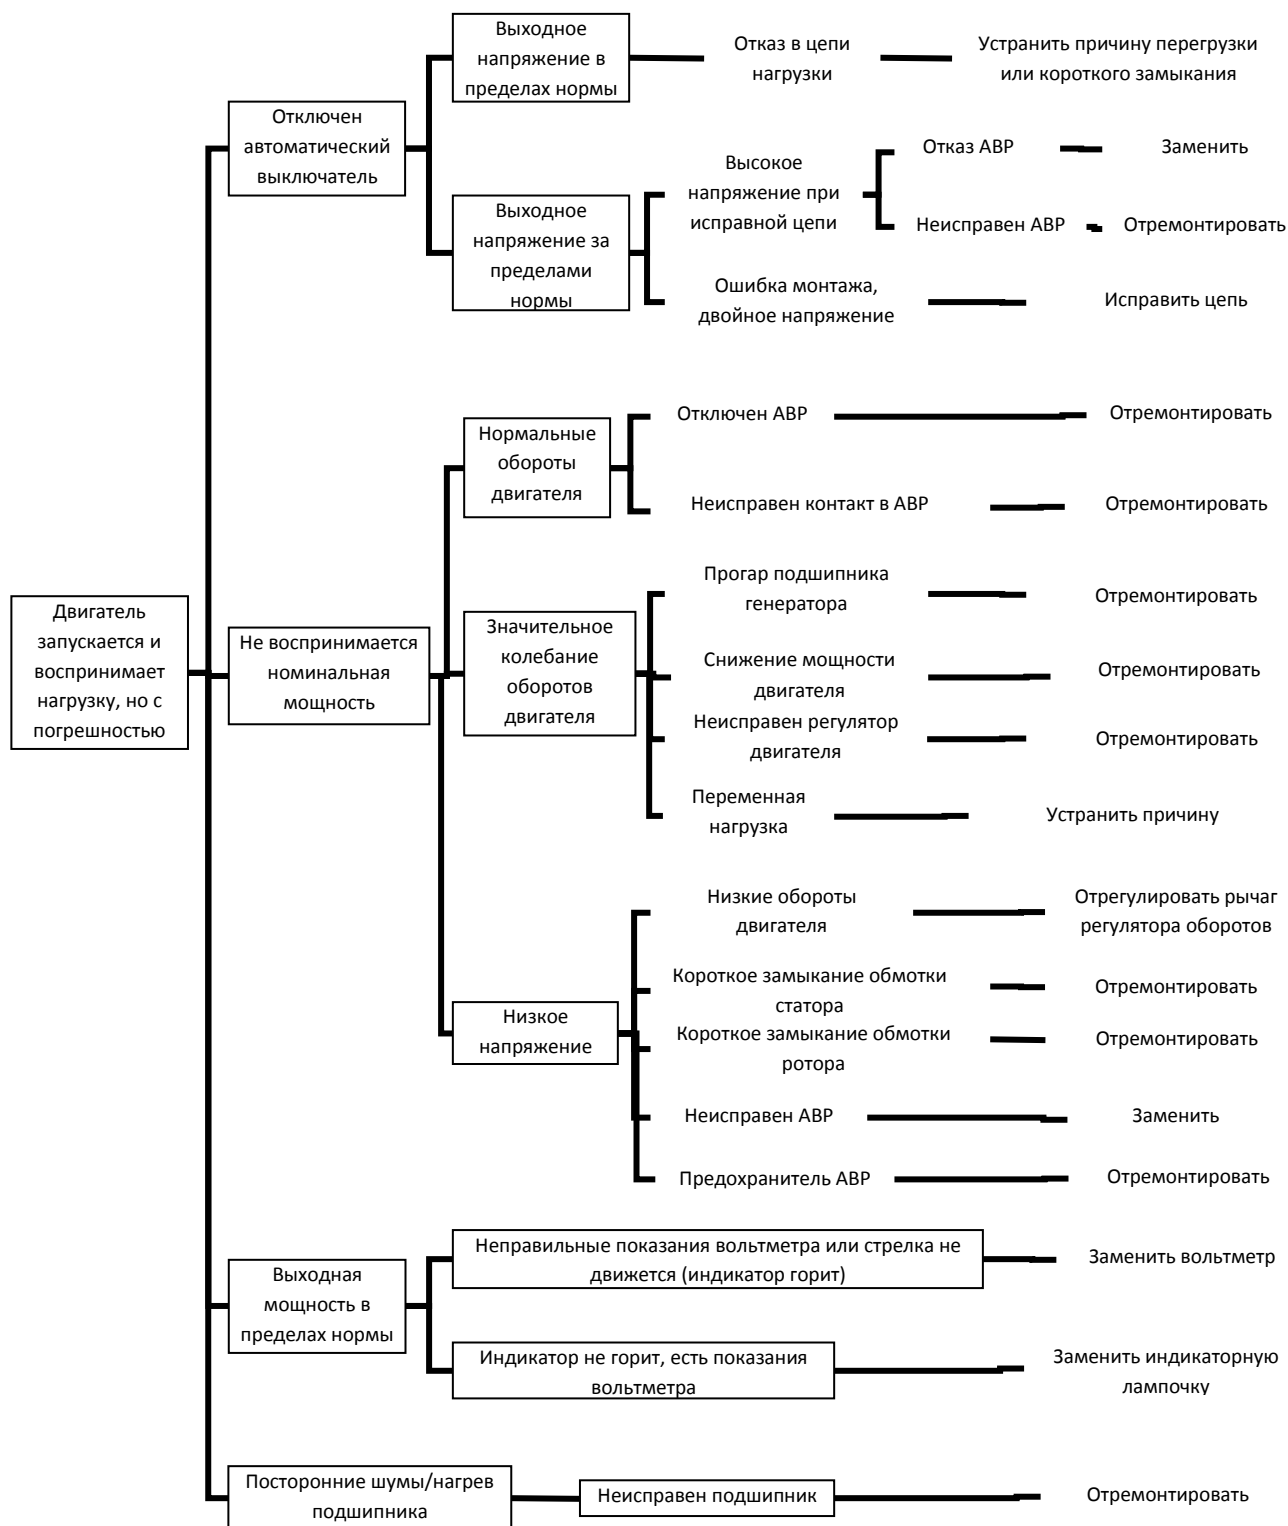 Выходное
напряжение в
пределах нормы
Отказ в цепи
нагрузки
Устранить причину перегрузки
или короткого замыкания
Отключен
автоматический
выключатель
Выходное
напряжение за
пределами
нормы
Высокое
напряжение при
исправной цепи
Отказ АВР
Заменить
Неисправен АВР
Отремонтировать
Ошибка монтажа,
двойное напряжение
Исправить цепь
Двигатель
запускается и
воспринимает
нагрузку, но с
погрешностью
Не воспринимается
номинальная
мощность
Нормальные
обороты
двигателя
Отключен АВР
Отремонтировать
Неисправен контакт в АВР
Отремонтировать
Значительное
колебание
оборотов
двигателя
Прогар подшипника
генератора
Отремонтировать
Снижение мощности
двигателя
Отремонтировать
Неисправен регулятор
двигателя
Отремонтировать
Переменная
нагрузка
Устранить причину
Низкое
напряжение
Низкие обороты
двигателя
Отрегулировать рычаг
регулятора оборотов
Короткое замыкание обмотки
статора
Отремонтировать
Короткое замыкание обмотки
ротора
Отремонтировать
Неисправен АВР
Заменить
Предохранитель АВР
Отремонтировать
Выходная
мощность в
пределах нормы
Неправильные показания вольтметра или стрелка не
движется (индикатор горит)
Заменить вольтметр
Индикатор не горит, есть показания
вольтметра
Заменить индикаторную
лампочку
Посторонние шумы/нагрев
подшипника
Неисправен подшипник
Отремонтировать